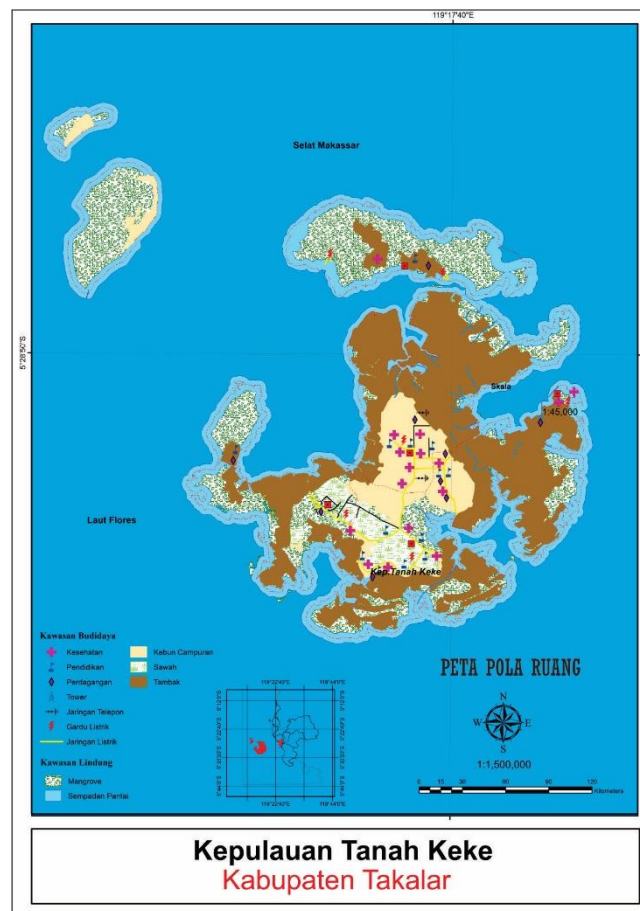 119°17'40"E
Selat Makassar
5°28'50"S
Skala
1:45,000
Laut Flores
Kep.Tanah Keke
Kawasan Budidaya
Kesehatan
Pendidikan
Perdagangan
Tower
Jaringan Telepon
Gardu Listrik
Jaringan Listrik
Kebun Campuran
Sawah
Tambak
Kawasan Lindung
Mangrove
Sempadan Pantai
PETA POLA RUANG
N
W
E
S
1:1,500,000
0 15 30 60 90 120
Kilometers
Kepulauan Tanah Keke
Kabupaten Takalar